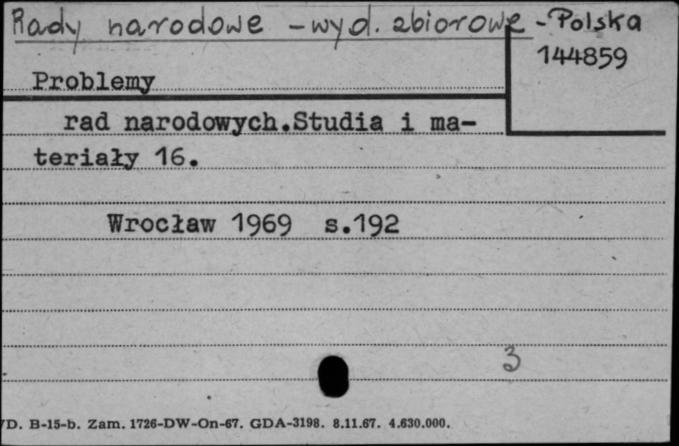 Rady narodowe - wyd. zbiorowe - Polska
144859
Problemy
rad narodowych.Studia i ma-
teriały 16.
Wrocław 1969 s.192
3
D. B-15-b. Zam. 1726-DW-On-67. GDA-3198. 8.11.67. 4.630.000.